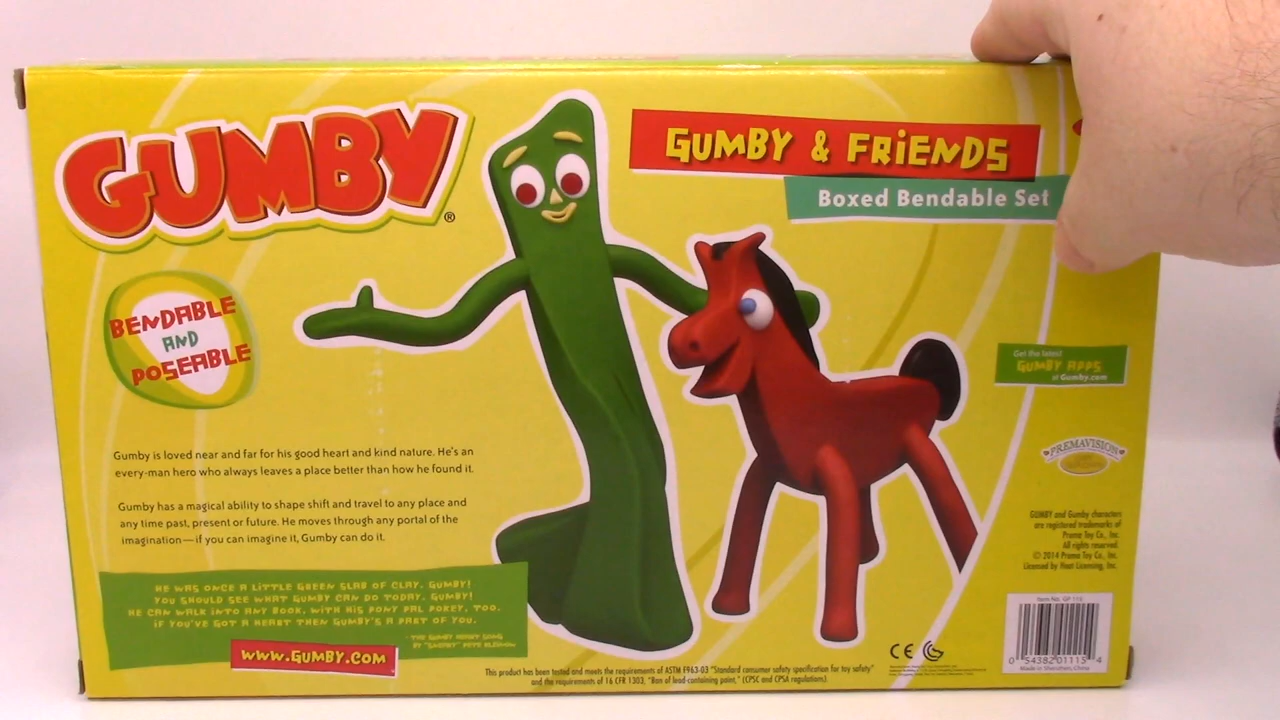 GUMBY®
GUMBY & FRiENDS
Boxed Bendable Set
BENDABLE
AND
POSEABLE
Get the latest
GUMBY APPS
at Gumby.com
PREMAVISION
Gumby is loved near and far for his good heart and kind nature. He's an
every-man hero who always leaves a place better than how he found it.
Gumby has a magical ability to shape shift and travel to any place and
any time past, present or future. He moves through any portal of the
imagination—if you can imagine it, Gumby can do it.
HE WAS ONCE A LITTLE GREEN SLAB OF CLAY. GUMBY!
YOU SHOULD SEE WHAT GUMBY CAN DO TODAY. GUMBY!
HE CAN WALK INTO ANY BOOK, WITH HIS PONY PAL POKEY, TOO.
IF YOU'VE GOT A HEART THEN GUMBY'S A PART OF YOU.
- THE GUMBY HEART SONG
BY "SHERRY" PETE KLEINOW
www.GUMBY.com
GUMBY and Gumby characters
are registered trademarks of
Prema Toy Co., Inc.
All rights reserved.
© 2014 Prema Toy Co., Inc.
Licensed by Nest Licensing, Inc.
Item No. GP 115
0 54382 01115 4
Made in Shenzhen, China
CE
This product has been tested and meets the requirements of ASTM F963-03 "Standard consumer safety specification for toy safety"
and the requirements of 16 CFR 1303, "Ban of lead-containing paint," (CPSC and CPSA regulations).